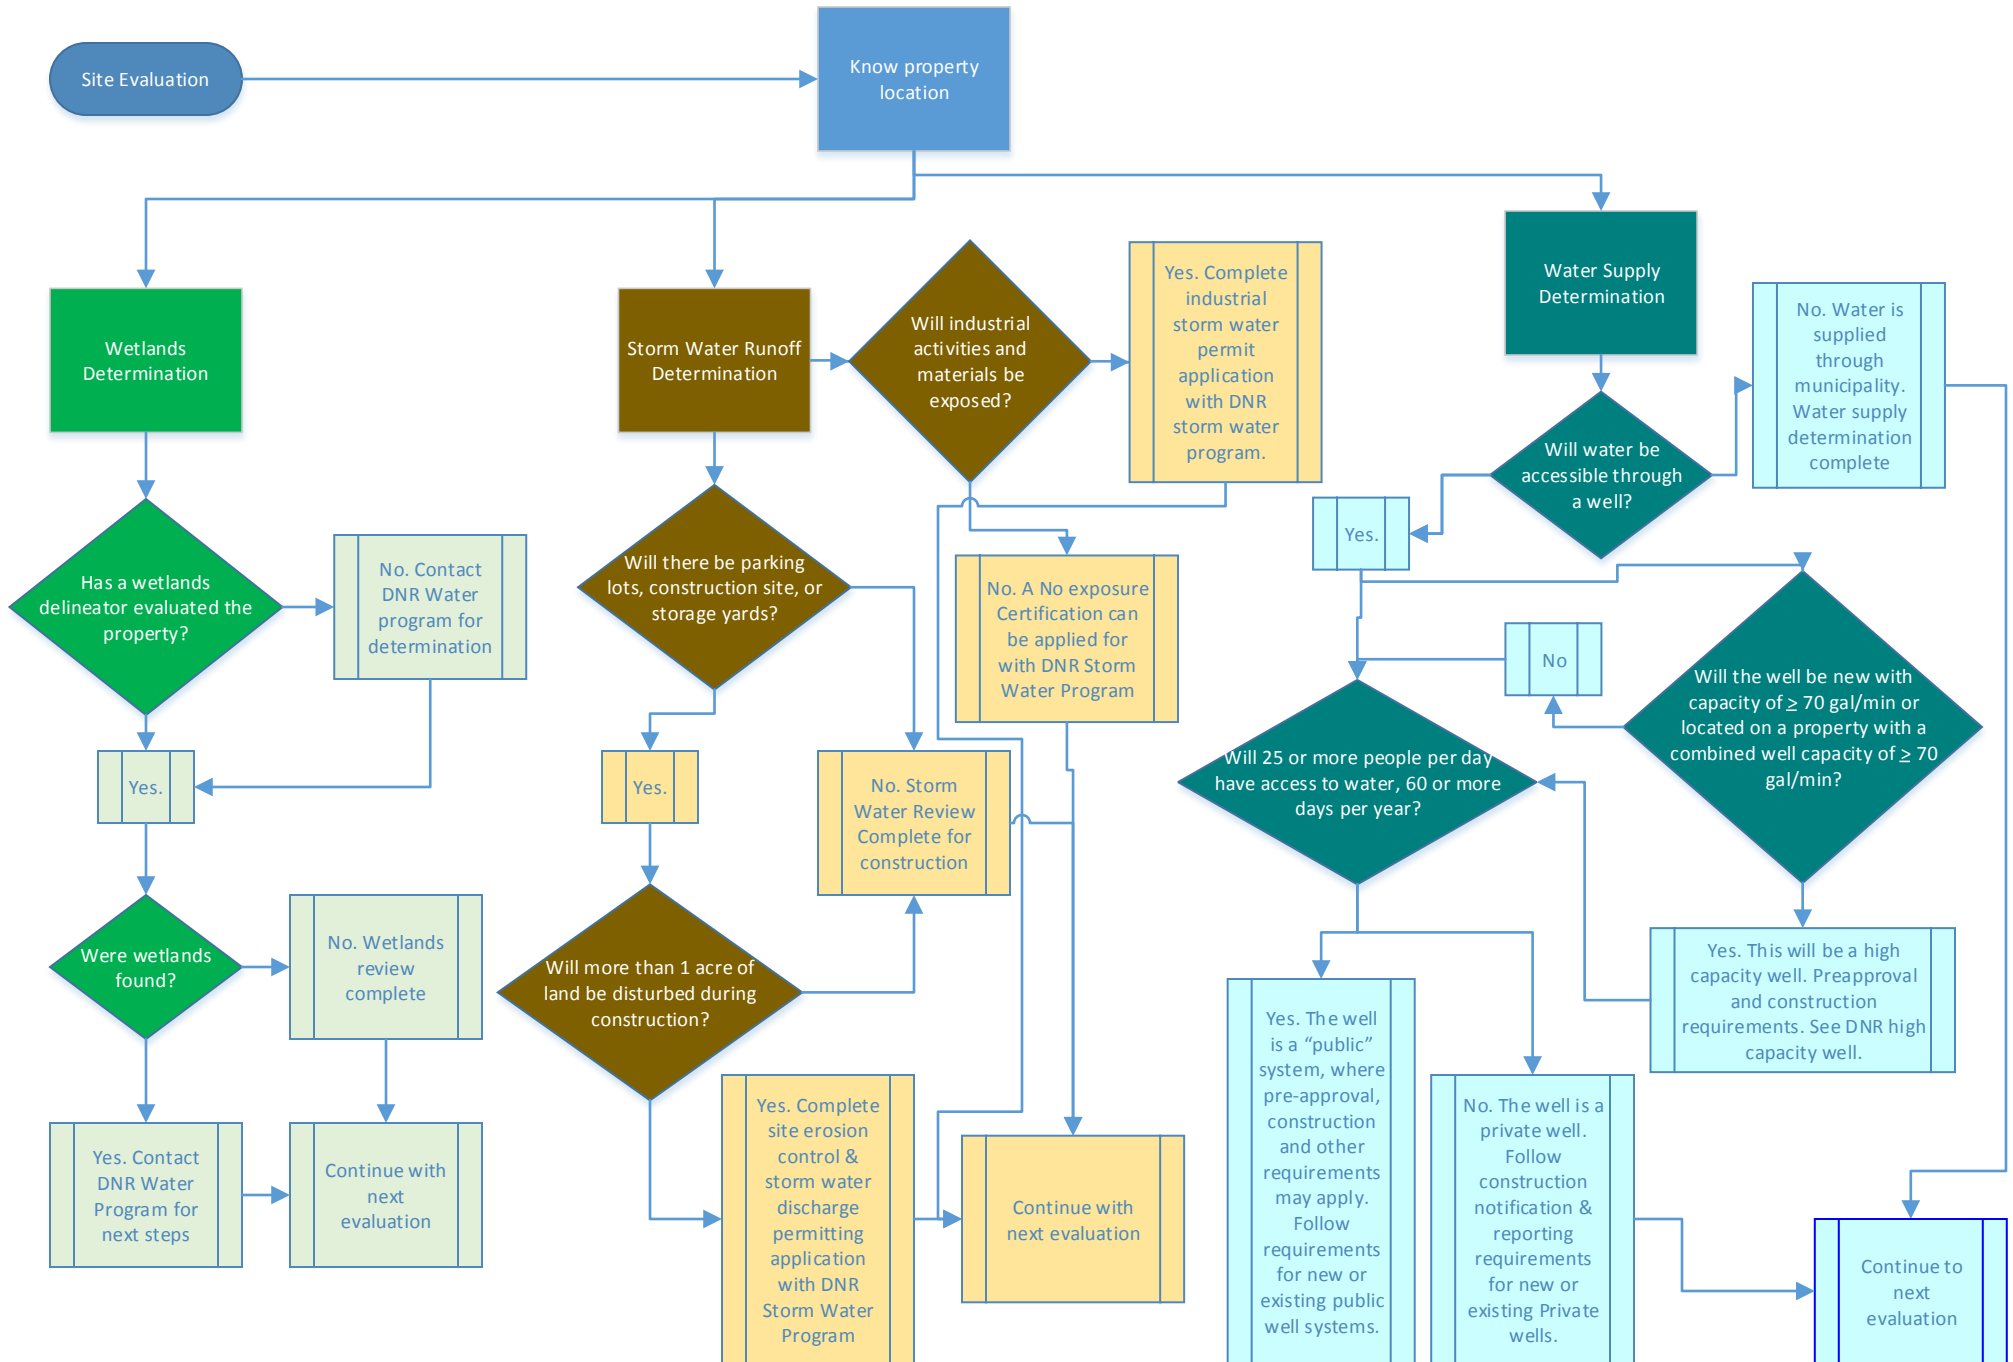 Site Evaluation
Know property
location
Wetlands
Determination
Storm Water Runoff
Determination
Will industrial
activities and
materials be
exposed?
Yes. Complete
industrial
storm water
permit
application
with DNR
storm water
program.
Water Supply
Determination
No. Water is
supplied
through
municipality.
Water supply
determination
complete
Will water be
accessible through
a well?
Yes.
Has a wetlands
delineator evaluated the
property?
No. Contact
DNR Water
program for
determination
Will there be parking
lots, construction site, or
storage yards?
No. A No exposure
Certification can
be applied for
with DNR Storm
Water Program
No
Will the well be new with
capacity of ≥ 70 gal/min or
located on a property with a
combined well capacity of ≥ 70
gal/min?
Yes.
Yes.
No. Storm
Water Review
Complete for
construction
Will 25 or more people per day
have access to water, 60 or more
days per year?
Were wetlands
found?
No. Wetlands
review
complete
Will more than 1 acre of
land be disturbed during
construction?
Yes. This will be a high
capacity well. Preapproval
and construction
requirements. See DNR high
capacity well.
Yes. Contact
DNR Water
Program for
next steps
Continue with
next
evaluation
Yes. Complete
site erosion
control &
storm water
discharge
permitting
application
with DNR
Storm Water
Program
Continue with
next evaluation
Yes. The well
is a “public”
system, where
pre-approval,
construction
and other
requirements
may apply.
Follow
requirements
for new or
existing public
well systems.
No. The well is a
private well.
Follow
construction
notification &
reporting
requirements
for new or
existing Private
wells.
Continue to
next
evaluation